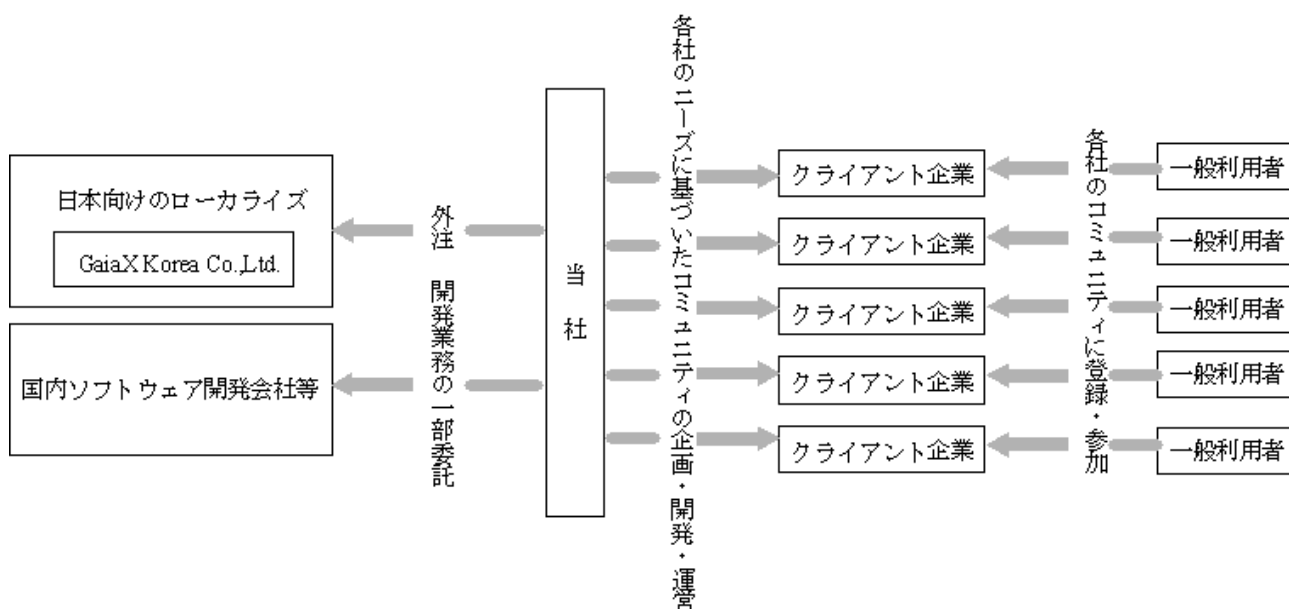 日本向けのローカライズ
GaiaX Korea Co.,Ltd.
国内ソフトウェア開発会社等
外注　開発業務の一部委託
当社
各社のニーズに基づいたコミュニティの企画・開発・運営
クライアント企業
クライアント企業
クライアント企業
クライアント企業
クライアント企業
各社のコミュニティに登録・参加
一般利用者
一般利用者
一般利用者
一般利用者
一般利用者